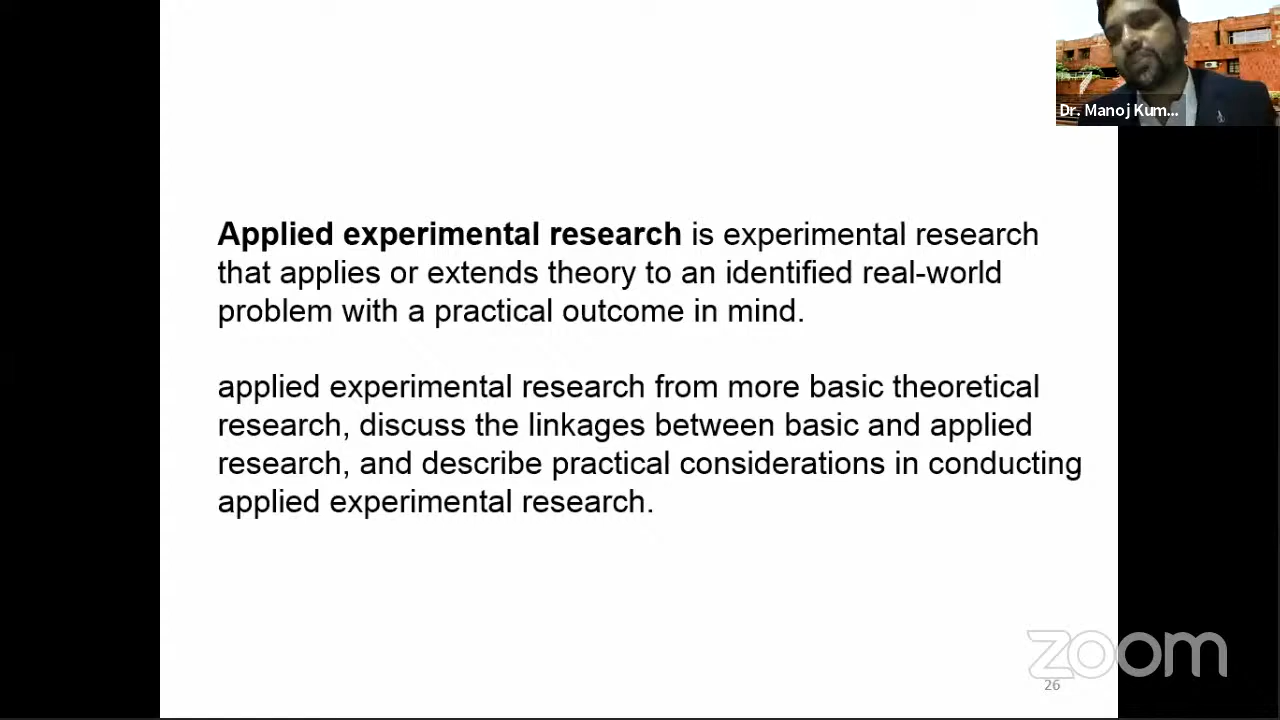 Dr. Manoj Kum...
Applied experimental research is experimental research
that applies or extends theory to an identified real-world
problem with a practical outcome in mind.
applied experimental research from more basic theoretical
research, discuss the linkages between basic and applied
research, and describe practical considerations in conducting
applied experimental research.
zoom
26